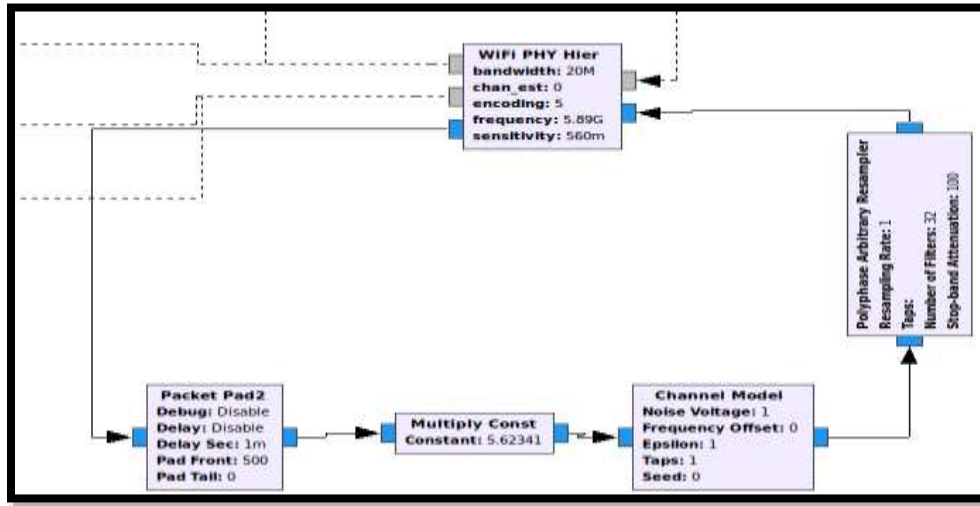 WiFi PHY Hier
bandwidth: 20M
chan_est: 0
encoding: 5
frequency: 5.89G
sensitivity: 560m
Polyphase Arbitrary Resampler
Resampling Rate: 1
Taps:
Number of Filters: 32
Stop-band Attenuation: 100
Packet Pad2
Debug: Disable
Delay: Disable
Delay Sec: 1m
Pad Front: 500
Pad Tail: 0
Multiply Const
Constant: 5.62341
Channel Model
Noise Voltage: 1
Frequency Offset: 0
Epsilon: 1
Taps: 1
Seed: 0